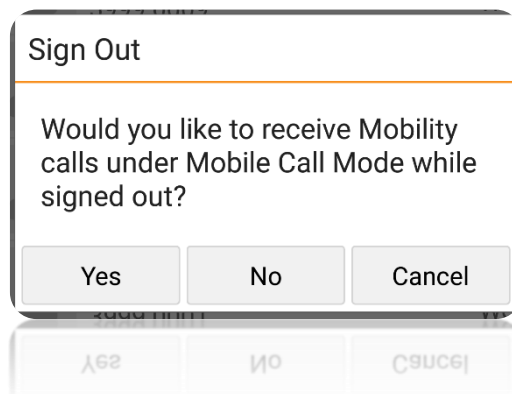 Sign Out
Would you like to receive Mobility
calls under Mobile Call Mode while
signed out?
Yes
No
Cancel